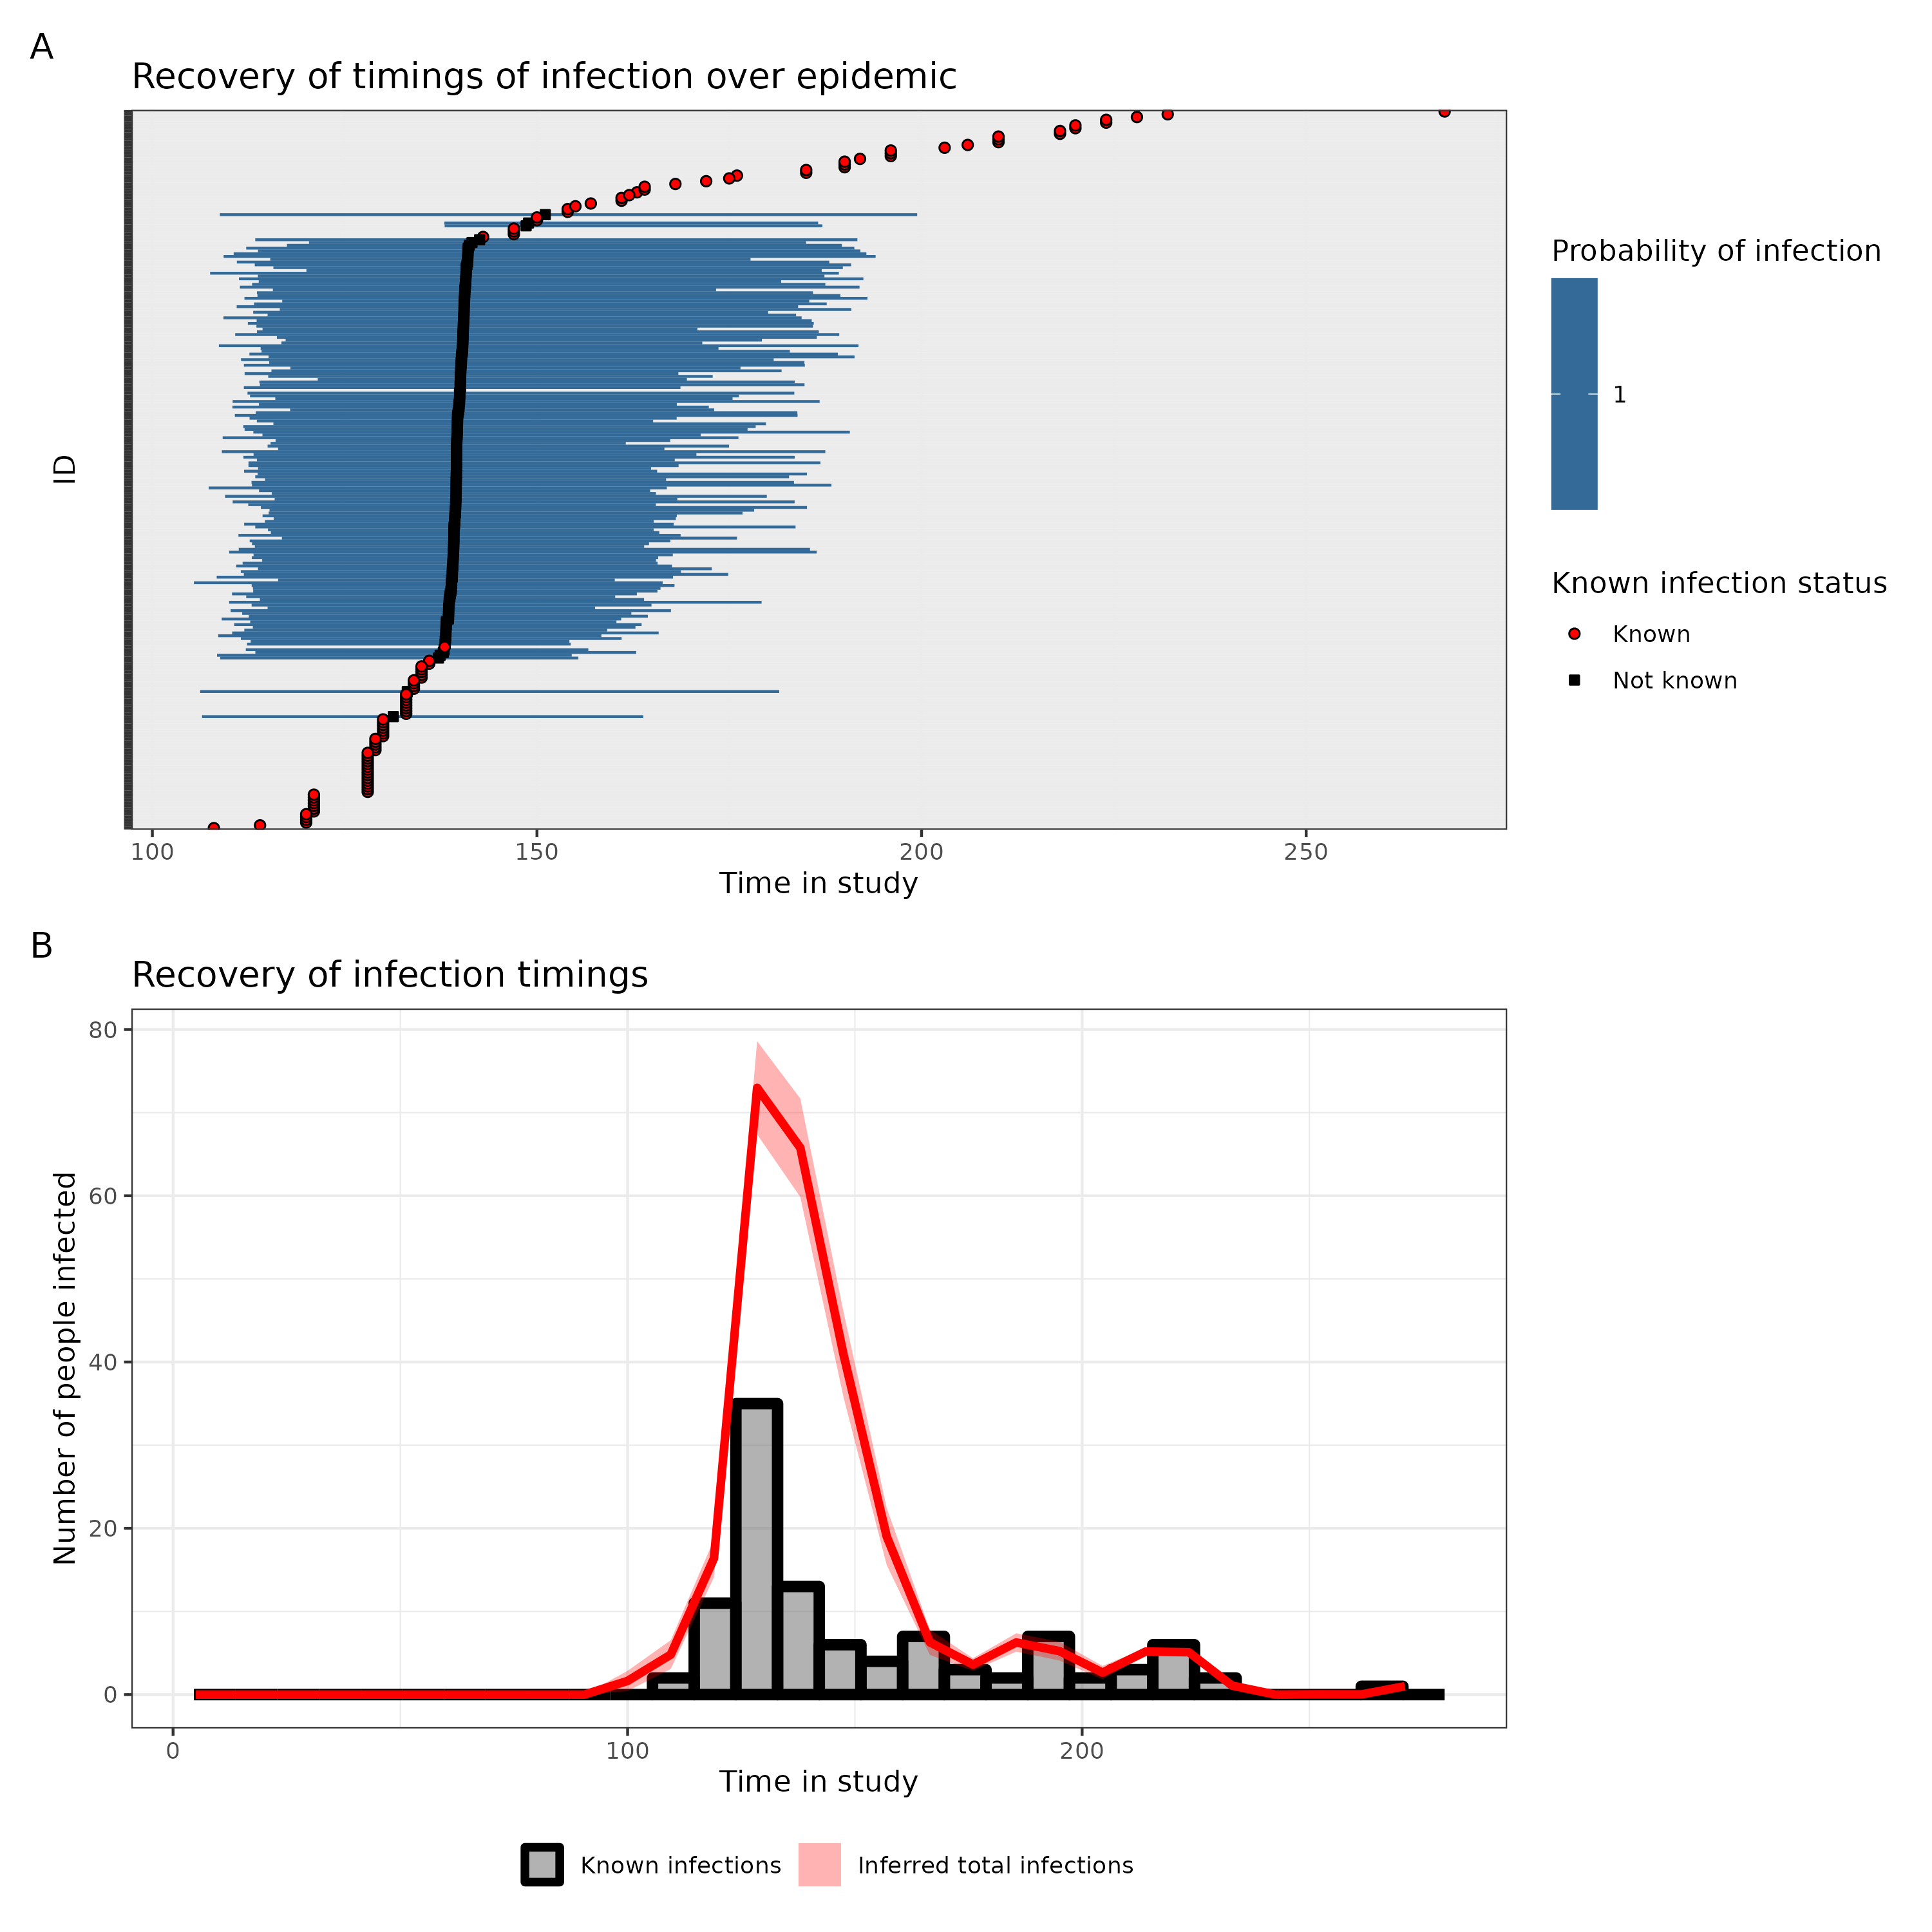 A
Recovery of timings of infection over epidemic
ID
100 150 200 250
Time in study
Probability of infection
1
Known infection status
Known
Not known
B
Recovery of infection timings
Number of people infected
80
60
40
20
0
0 100 200
Time in study
Known infections Inferred total infections